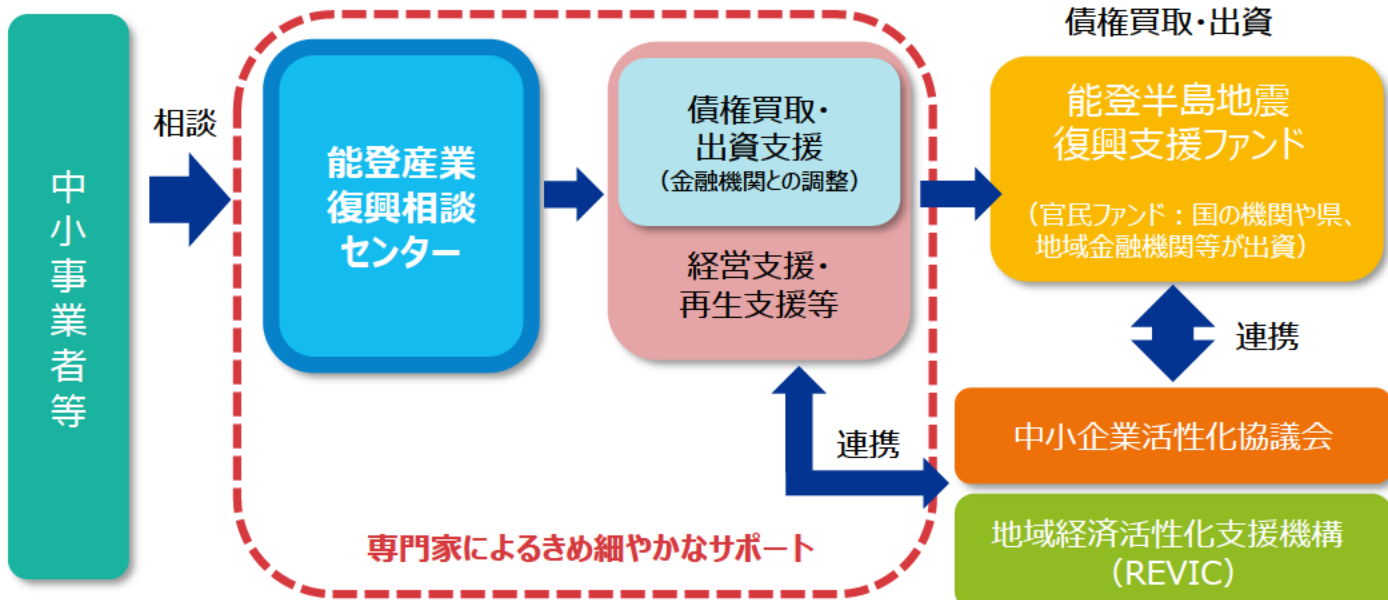 中小事業者等
相談
能登産業
復興相談
センター
債権買取・
出資支援
（金融機関との調整）
経営支援・
再生支援等
債権買取・出資
能登半島地震
復興支援ファンド
（官民ファンド：国の機関や県、
地域金融機関等が出資）
連携
連携
中小企業活性化協議会
地域経済活性化支援機構
（REVIC）
専門家によるきめ細やかなサポート